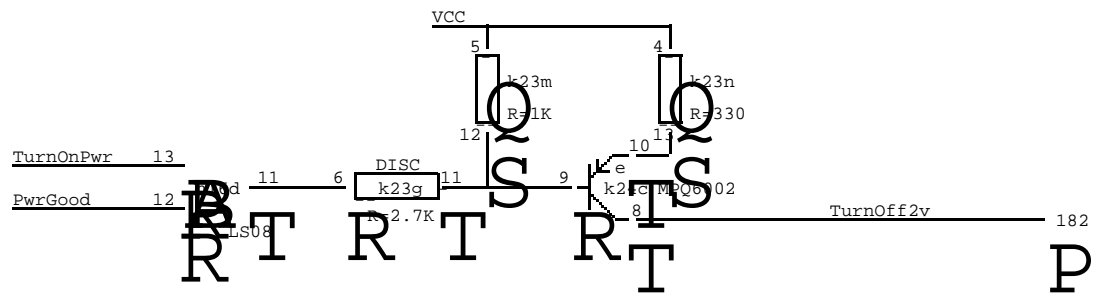 VCC
5
4
k23m
k23n
Q
Q
R=1K
R=330
12
13
10
TurnOnPwr 13
DISC
e
S
S
11
6
k23g
11
9
k24c MPQ6002
T
PwrGood 12
R=2.7K
8
TurnOff2v
182
LS08
T
R
T
R
R
T
P